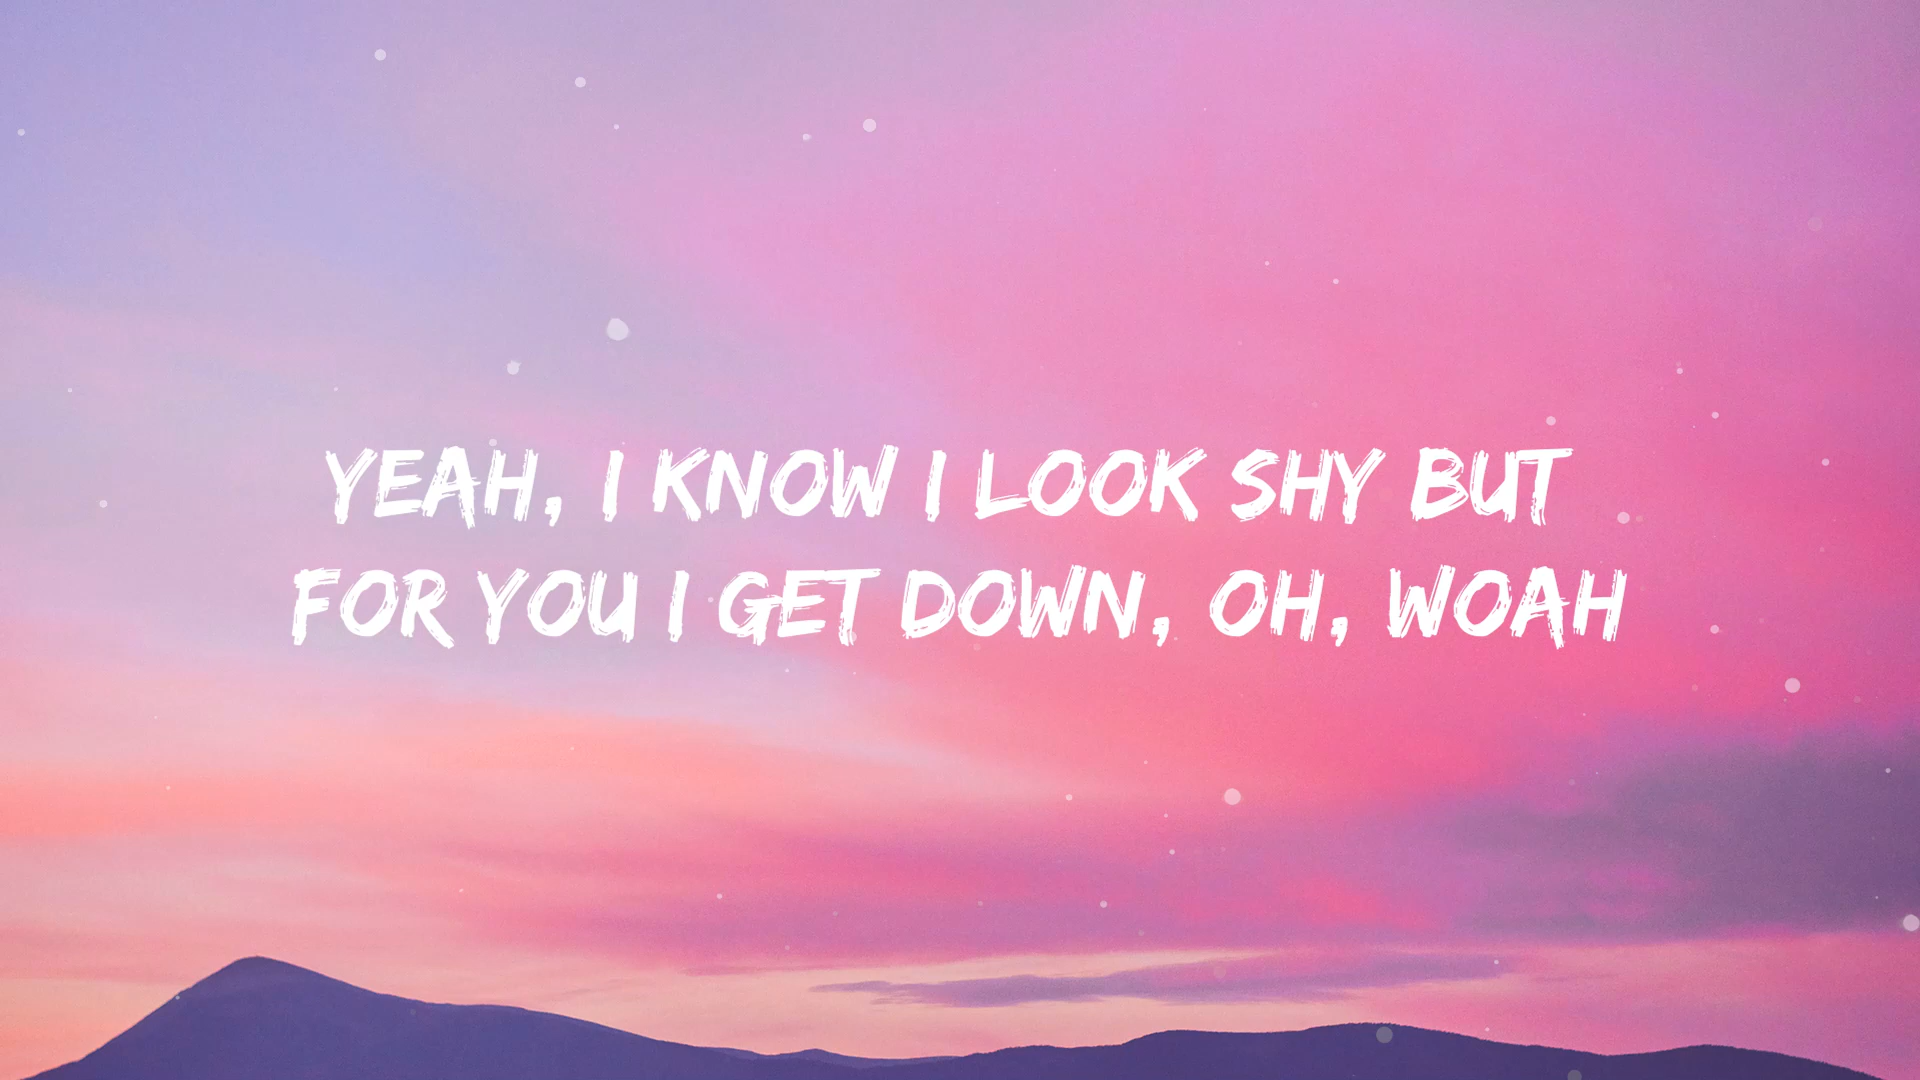 YEAH, I KNOW I LOOK SHY BUT
FOR YOU I GET DOWN, OH, WOAH